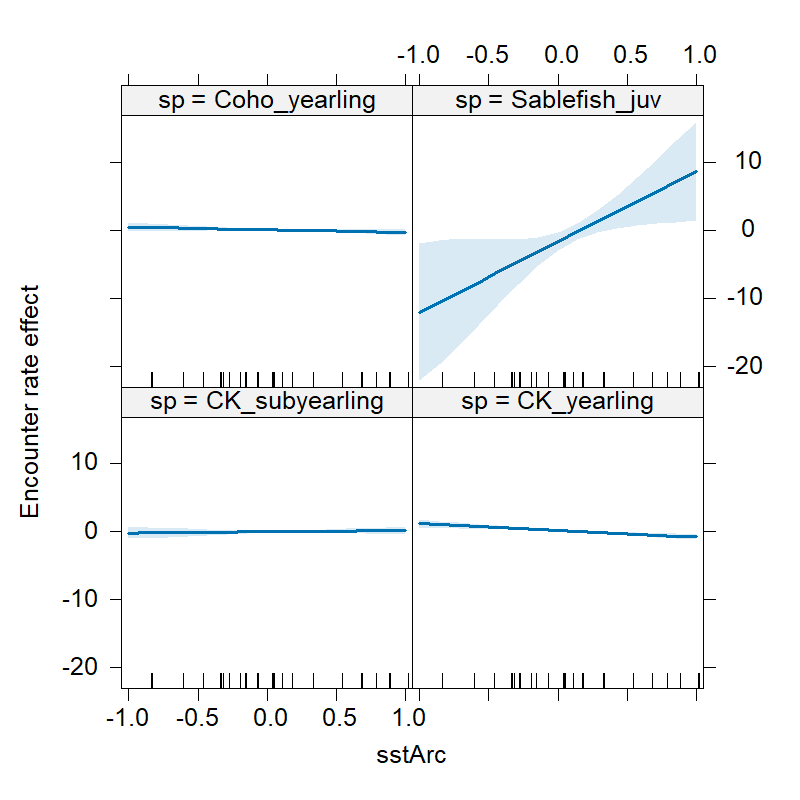 -1.0 -0.5 0.0 0.5 1.0
sp = Coho_yearling sp = Sablefish_juv
10
0
-10
-20
sp = CK_subyearling sp = CK_yearling
10
0
-10
-20
-1.0 -0.5 0.0 0.5 1.0
sstArc
Encounter rate effect